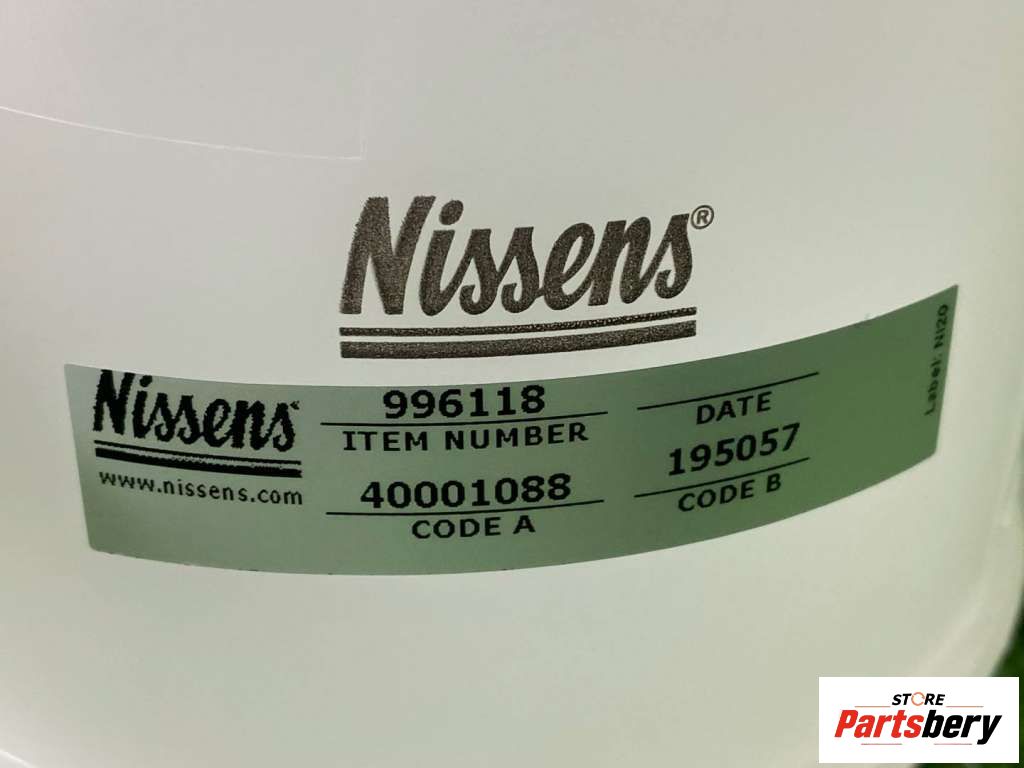 Nissens®
Nissens
www.nissens.com
996118
ITEM NUMBER
40001088
CODE A
DATE
195057
CODE B
Label: NI20
STORE
Partsbery